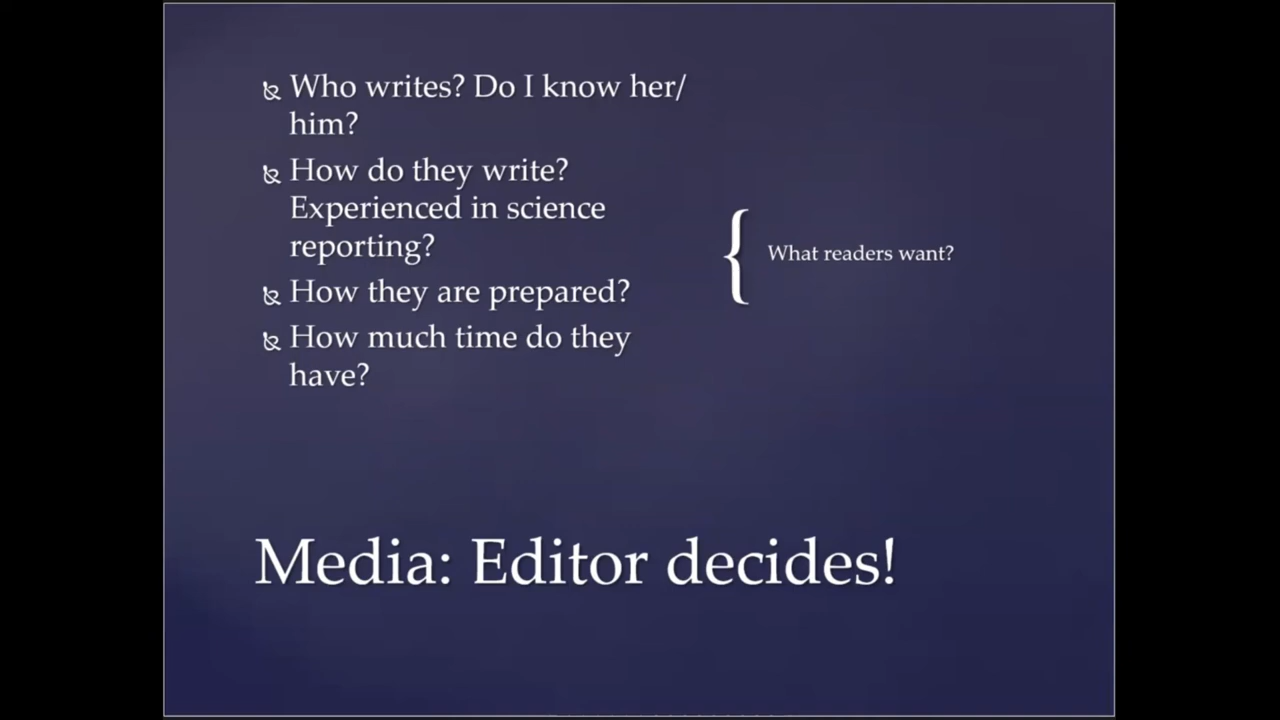 Who writes? Do I know her/
him?
How do they write?
Experienced in science
reporting?
How they are prepared?
How much time do they
have?
What readers want?
Media: Editor decides!